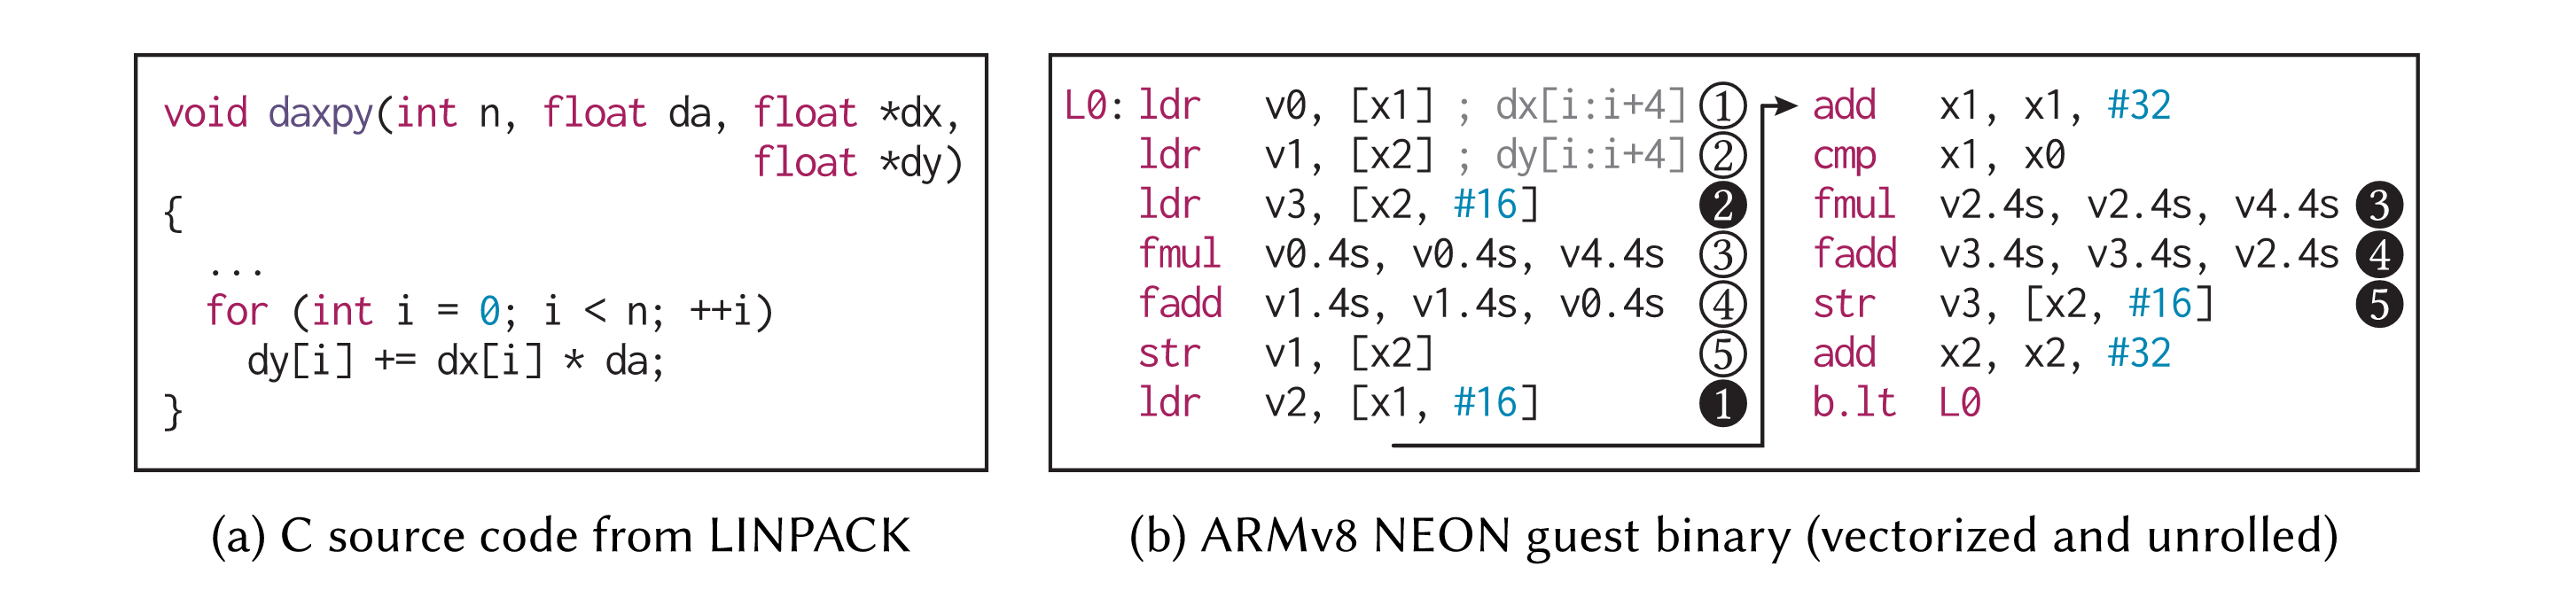 void daxpy(int n, float da, float *dx,
float *dy)
{
...
for (int i = 0; i < n; ++i)
dy[i] += dx[i] * da;
}
(a) C source code from LINPACK
L0: ldr v0, [x1] ; dx[i:i+4] ①
ldr v1, [x2] ; dy[i:i+4] ②
ldr v3, [x2, #16] ❷
fmul v0.4s, v0.4s, v4.4s ③
fadd v1.4s, v1.4s, v0.4s ④
str v1, [x2] ⑤
ldr v2, [x1, #16] ❶
add x1, x1, #32
cmp x1, x0
fmul v2.4s, v2.4s, v4.4s ❸
fadd v3.4s, v3.4s, v2.4s ❹
str v3, [x2, #16] ❺
add x2, x2, #32
b.lt L0
(b) ARMv8 NEON guest binary (vectorized and unrolled)